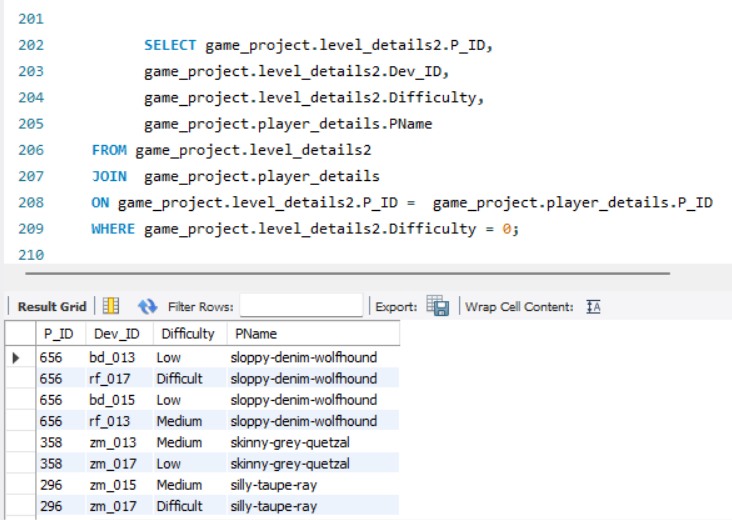 201
202 SELECT game_project.level_details2.P_ID,
203 game_project.level_details2.Dev_ID,
204 game_project.level_details2.Difficulty,
205 game_project.player_details.PName
206 FROM game_project.level_details2
207 JOIN game_project.player_details
208 ON game_project.level_details2.P_ID = game_project.player_details.P_ID
209 WHERE game_project.level_details2.Difficulty = 0;
210
Result Grid Filter Rows: Export: Wrap Cell Content: IA
P_ID Dev_ID Difficulty PName
656 bd_013 Low sloppy-denim-wolfhound
656 rf_017 Difficult sloppy-denim-wolfhound
656 bd_015 Low sloppy-denim-wolfhound
656 rf_013 Medium sloppy-denim-wolfhound
358 zm_013 Medium skinny-grey-quetzal
358 zm_017 Low skinny-grey-quetzal
296 zm_015 Medium silly-taupe-ray
296 zm_017 Difficult silly-taupe-ray